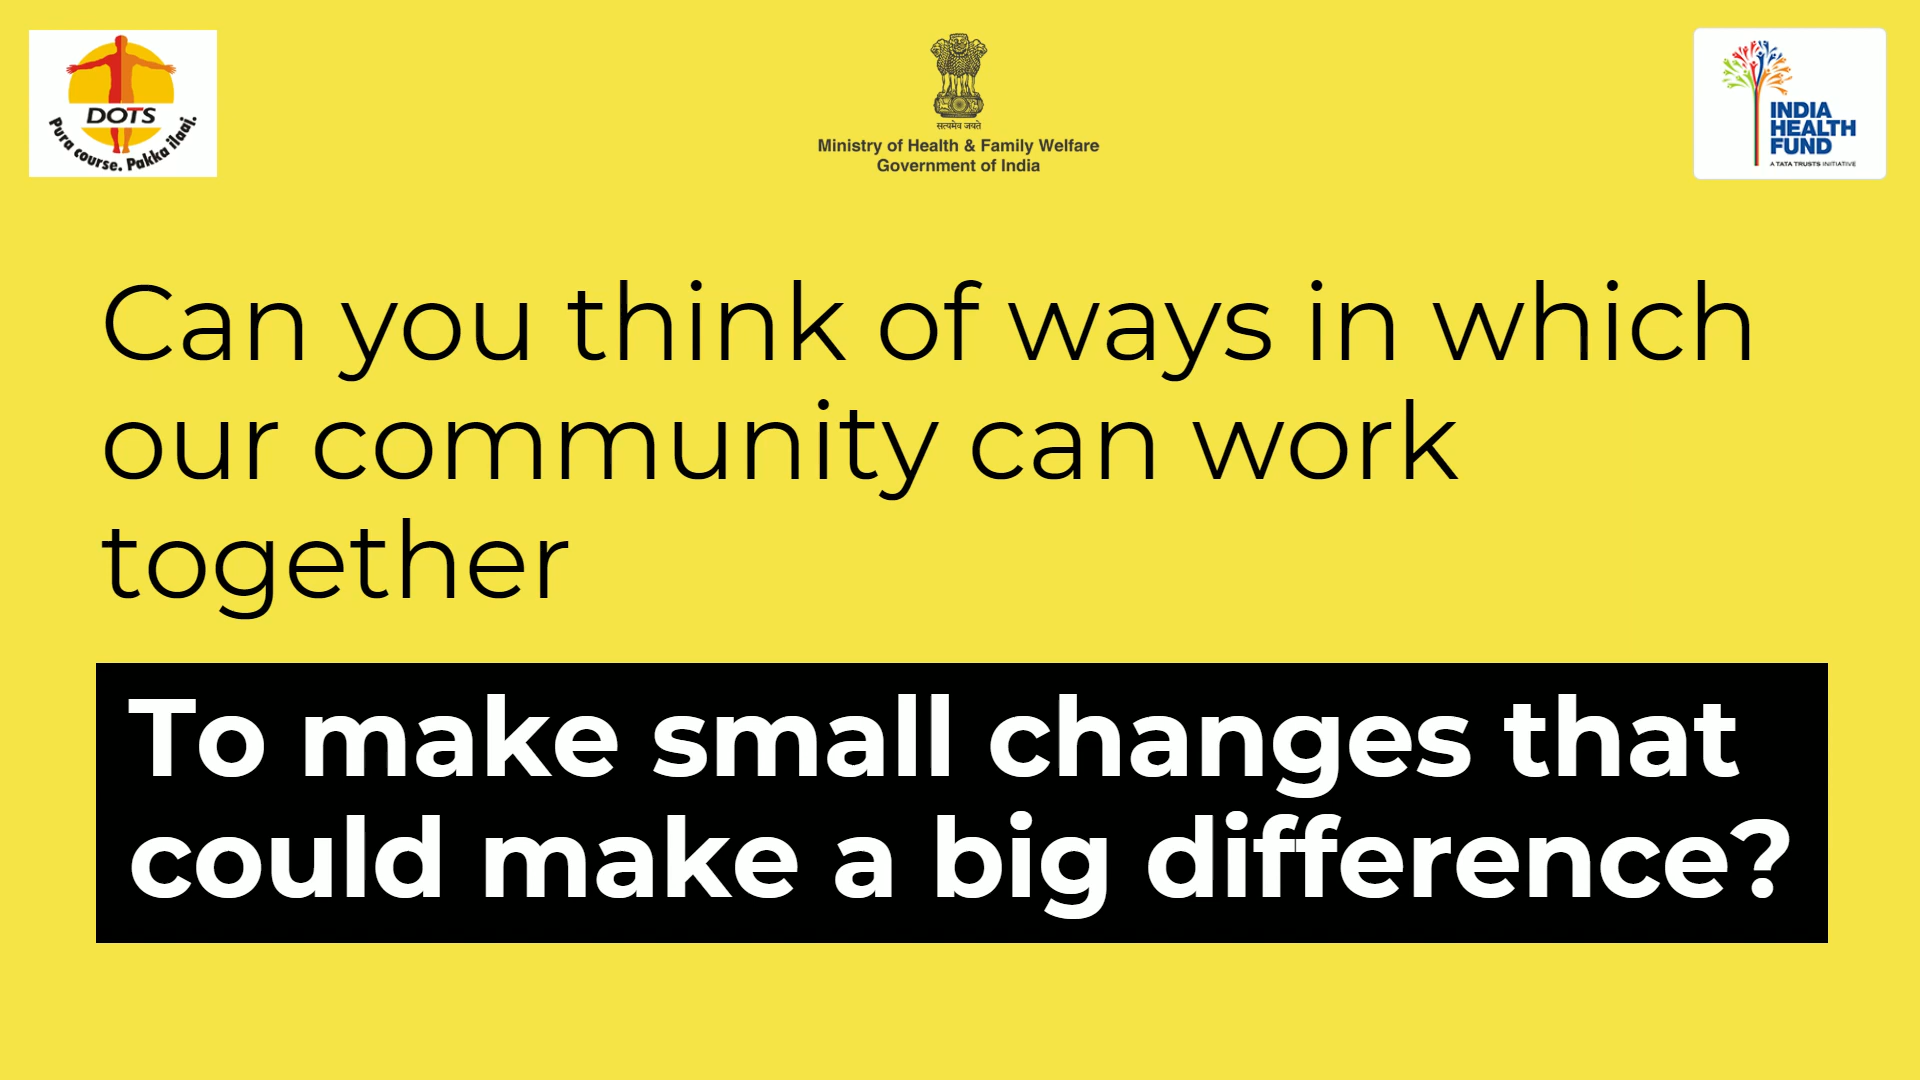 DOTS
Pura course. Pakka ilaaj.
सत्यमेव जयते
Ministry of Health & Family Welfare
Government of India
INDIA
HEALTH
FUND
A TATA TRUSTS INITIATIVE
Can you think of ways in which
our community can work
together
To make small changes that
could make a big difference?